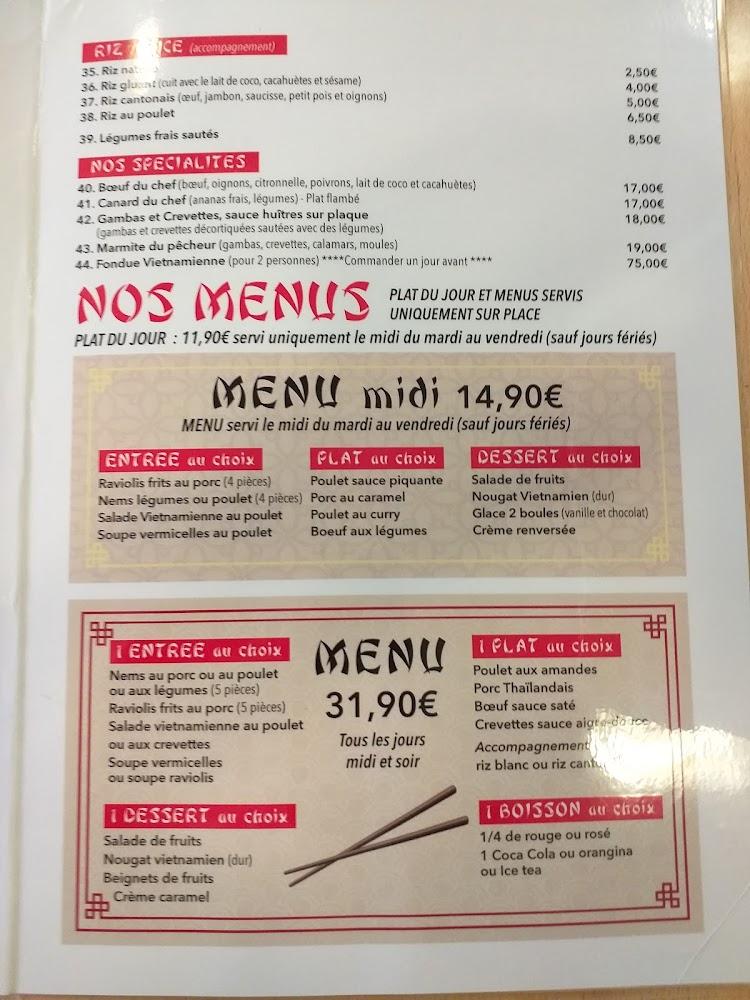 RIZ (accompagnement)
35. Riz 2,50€
36. Riz gluant (cuit avec le lait de coco, cacahuètes et sésame) 4,00€
37. Riz cantonais (œuf, jambon, saucisse, petit pois et oignons) 5,00€
38. Riz au poulet 6,50€
39. Légumes frais sautés 8,50€
NOS SPECIALITES
40. Bœuf du chef (bœuf, oignons, citronnelle, poivrons, lait de coco et cacahuètes) 17,00€
41. Canard du chef (ananas frais, légumes) - Plat flambé 17,00€
42. Gambas et Crevettes, sauce huîtres sur plaque 18,00€
(gambas et crevettes décortiquées sautées avec des légumes)
43. Marmite du pêcheur (gambas, crevettes, calamars, moules) 19,00€
44. Fondue Vietnamienne (pour 2 personnes) ****Commander un jour avant **** 75,00€
NOS MENUS
PLAT DU JOUR ET MENUS SERVIS
UNIQUEMENT SUR PLACE
PLAT DU JOUR : 11,90€ servi uniquement le midi du mardi au vendredi (sauf jours fériés)
MENU midi 14,90€
MENU servi le midi du mardi au vendredi (sauf jours fériés)
ENTREE au choix
Raviolis frits au porc (4 pièces)
Nems légumes ou poulet (4 pièces)
Salade Vietnamienne au poulet
Soupe vermicelles au poulet
PLAT au choix
Poulet sauce piquante
Porc au caramel
Poulet au curry
Boeuf aux légumes
DESSERT au choix
Salade de fruits
Nougat Vietnamien (dur)
Glace 2 boules (vanille et chocolat)
Crème renversée
1 ENTREE au choix
Nems au porc ou au poulet
ou aux légumes (5 pièces)
Raviolis frits au porc (5 pièces)
Salade vietnamienne au poulet
ou aux crevettes
Soupe vermicelles
ou soupe raviolis
MENU
31,90€
Tous les jours
midi et soir
1 PLAT au choix
Poulet aux amandes
Porc Thaïlandais
Bœuf sauce saté
Crevettes sauce aigre-douce
Accompagnement
riz blanc ou riz
1 DESSERT au choix
Salade de fruits
Nougat vietnamien (dur)
Beignets de fruits
Crème caramel
1 BOISSON au choix
1/4 de rouge ou rosé
1 Coca Cola ou orangina
ou Ice tea